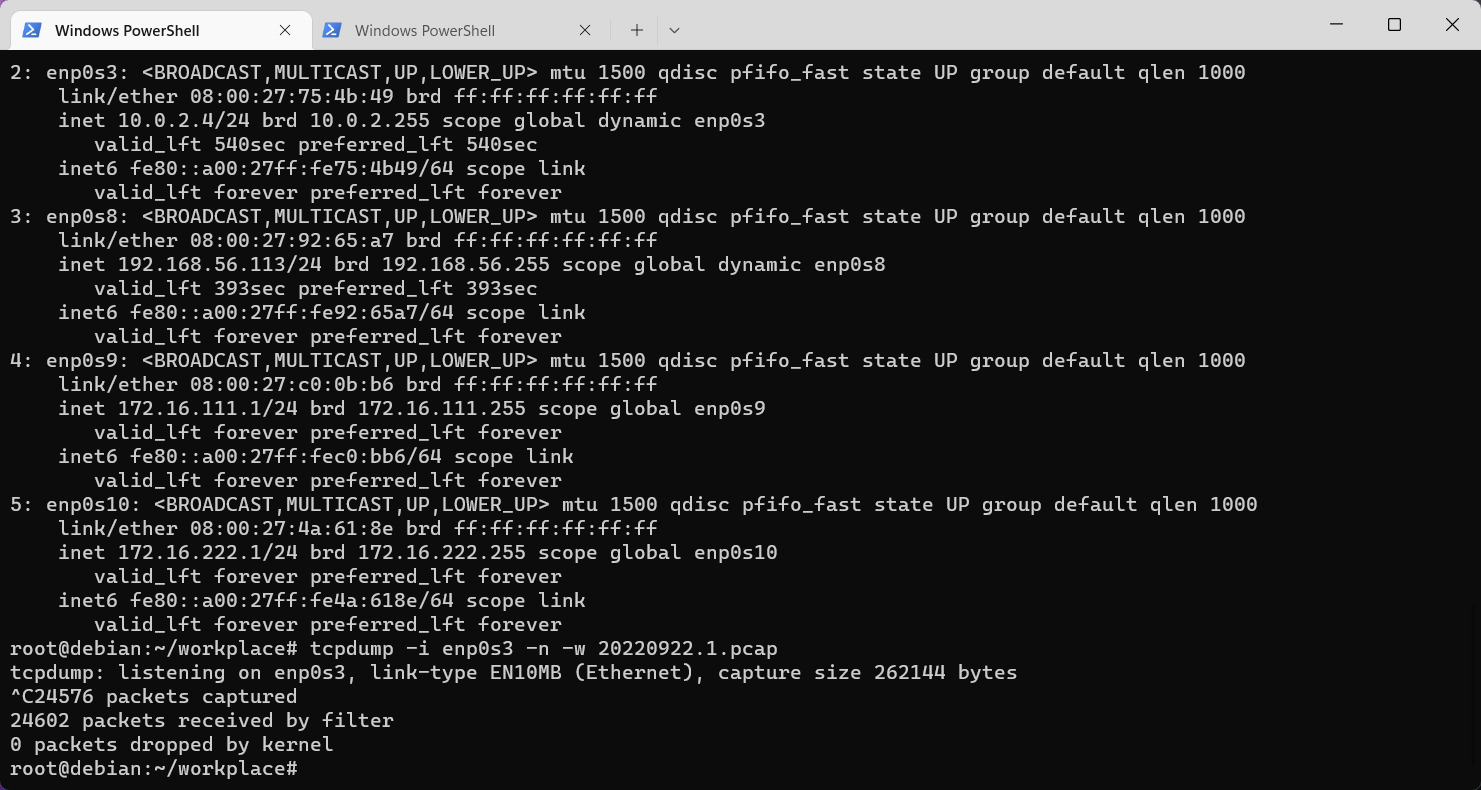 Windows PowerShell
Windows PowerShell
2: enp0s3: <BROADCAST,MULTICAST,UP,LOWER_UP> mtu 1500 qdisc pfifo_fast state UP group default qlen 1000
    link/ether 08:00:27:75:4b:49 brd ff:ff:ff:ff:ff:ff
    inet 10.0.2.4/24 brd 10.0.2.255 scope global dynamic enp0s3
       valid_lft 540sec preferred_lft 540sec
    inet6 fe80::a00:27ff:fe75:4b49/64 scope link
       valid_lft forever preferred_lft forever
3: enp0s8: <BROADCAST,MULTICAST,UP,LOWER_UP> mtu 1500 qdisc pfifo_fast state UP group default qlen 1000
    link/ether 08:00:27:92:65:a7 brd ff:ff:ff:ff:ff:ff
    inet 192.168.56.113/24 brd 192.168.56.255 scope global dynamic enp0s8
       valid_lft 393sec preferred_lft 393sec
    inet6 fe80::a00:27ff:fe92:65a7/64 scope link
       valid_lft forever preferred_lft forever
4: enp0s9: <BROADCAST,MULTICAST,UP,LOWER_UP> mtu 1500 qdisc pfifo_fast state UP group default qlen 1000
    link/ether 08:00:27:c0:0b:b6 brd ff:ff:ff:ff:ff:ff
    inet 172.16.111.1/24 brd 172.16.111.255 scope global enp0s9
       valid_lft forever preferred_lft forever
    inet6 fe80::a00:27ff:fec0:bb6/64 scope link
       valid_lft forever preferred_lft forever
5: enp0s10: <BROADCAST,MULTICAST,UP,LOWER_UP> mtu 1500 qdisc pfifo_fast state UP group default qlen 1000
    link/ether 08:00:27:4a:61:8e brd ff:ff:ff:ff:ff:ff
    inet 172.16.222.1/24 brd 172.16.222.255 scope global enp0s10
       valid_lft forever preferred_lft forever
    inet6 fe80::a00:27ff:fe4a:618e/64 scope link
       valid_lft forever preferred_lft forever
root@debian:~/workplace# tcpdump -i enp0s3 -n -w 20220922.1.pcap
tcpdump: listening on enp0s3, link-type EN10MB (Ethernet), capture size 262144 bytes
^C24576 packets captured
24602 packets received by filter
0 packets dropped by kernel
root@debian:~/workplace#